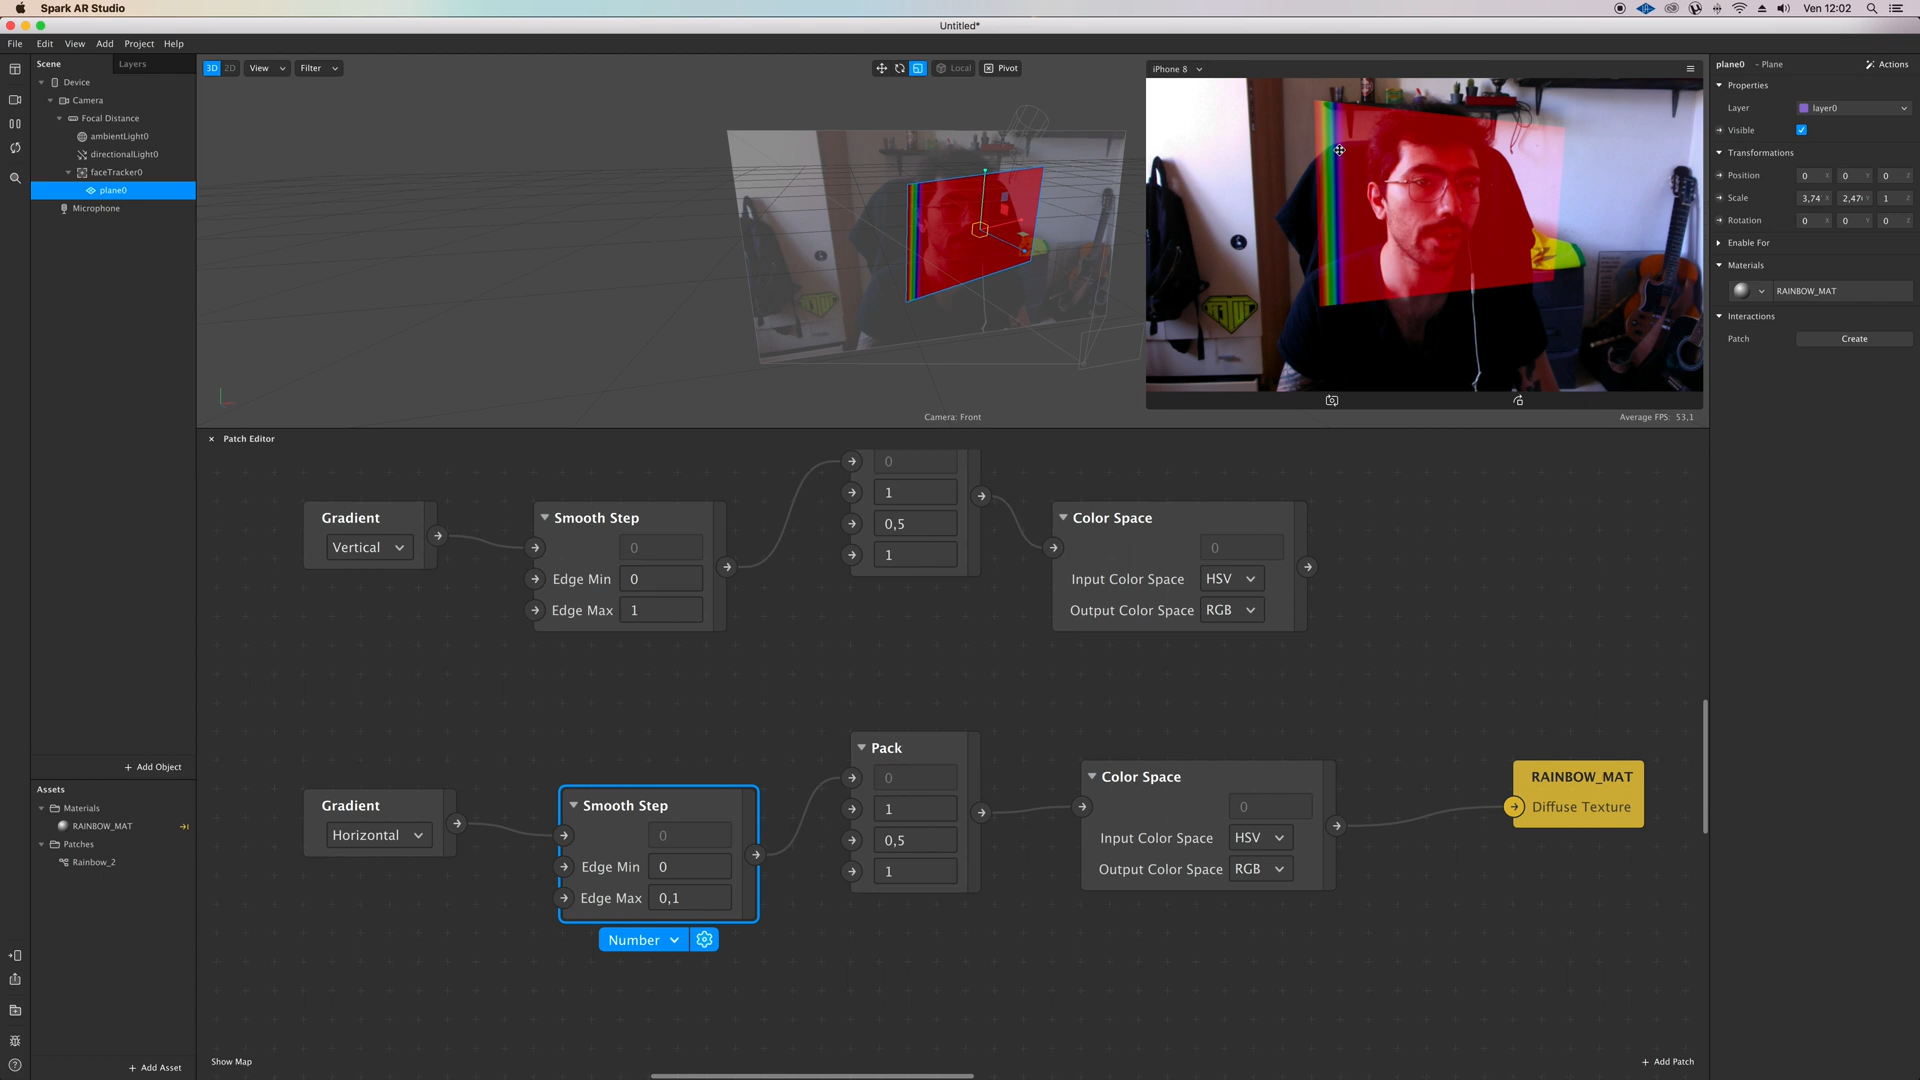 Spark AR Studio
Ven 12:02
Untitled*
File Edit View Add Project Help
Scene Layers
Device
Camera
Focal Distance
ambientLight0
directionalLight0
faceTracker0
plane0
Microphone
+ Add Object
Assets
Materials
RAINBOW_MAT
Patches
Rainbow_2
+ Add Asset
3D 2D View Filter
Local Pivot
Camera: Front
iPhone 8
Average FPS: 53,1
plane0 - Plane Actions
Properties
Layer layer0
Visible
Transformations
Position 0 X 0 Y 0 Z
Scale 3,74 X 2,47 Y 1 Z
Rotation 0 X 0 Y 0 Z
Enable For
Materials
RAINBOW_MAT
Interactions
Patch Create
× Patch Editor
Gradient
Vertical
Smooth Step
0
Edge Min 0
Edge Max 1
0
1
0,5
1
Color Space
0
Input Color Space HSV
Output Color Space RGB
Gradient
Horizontal
Smooth Step
0
Edge Min 0
Edge Max 0,1
Number
Pack
0
1
0,5
1
Color Space
0
Input Color Space HSV
Output Color Space RGB
RAINBOW_MAT
Diffuse Texture
Show Map
+ Add Patch